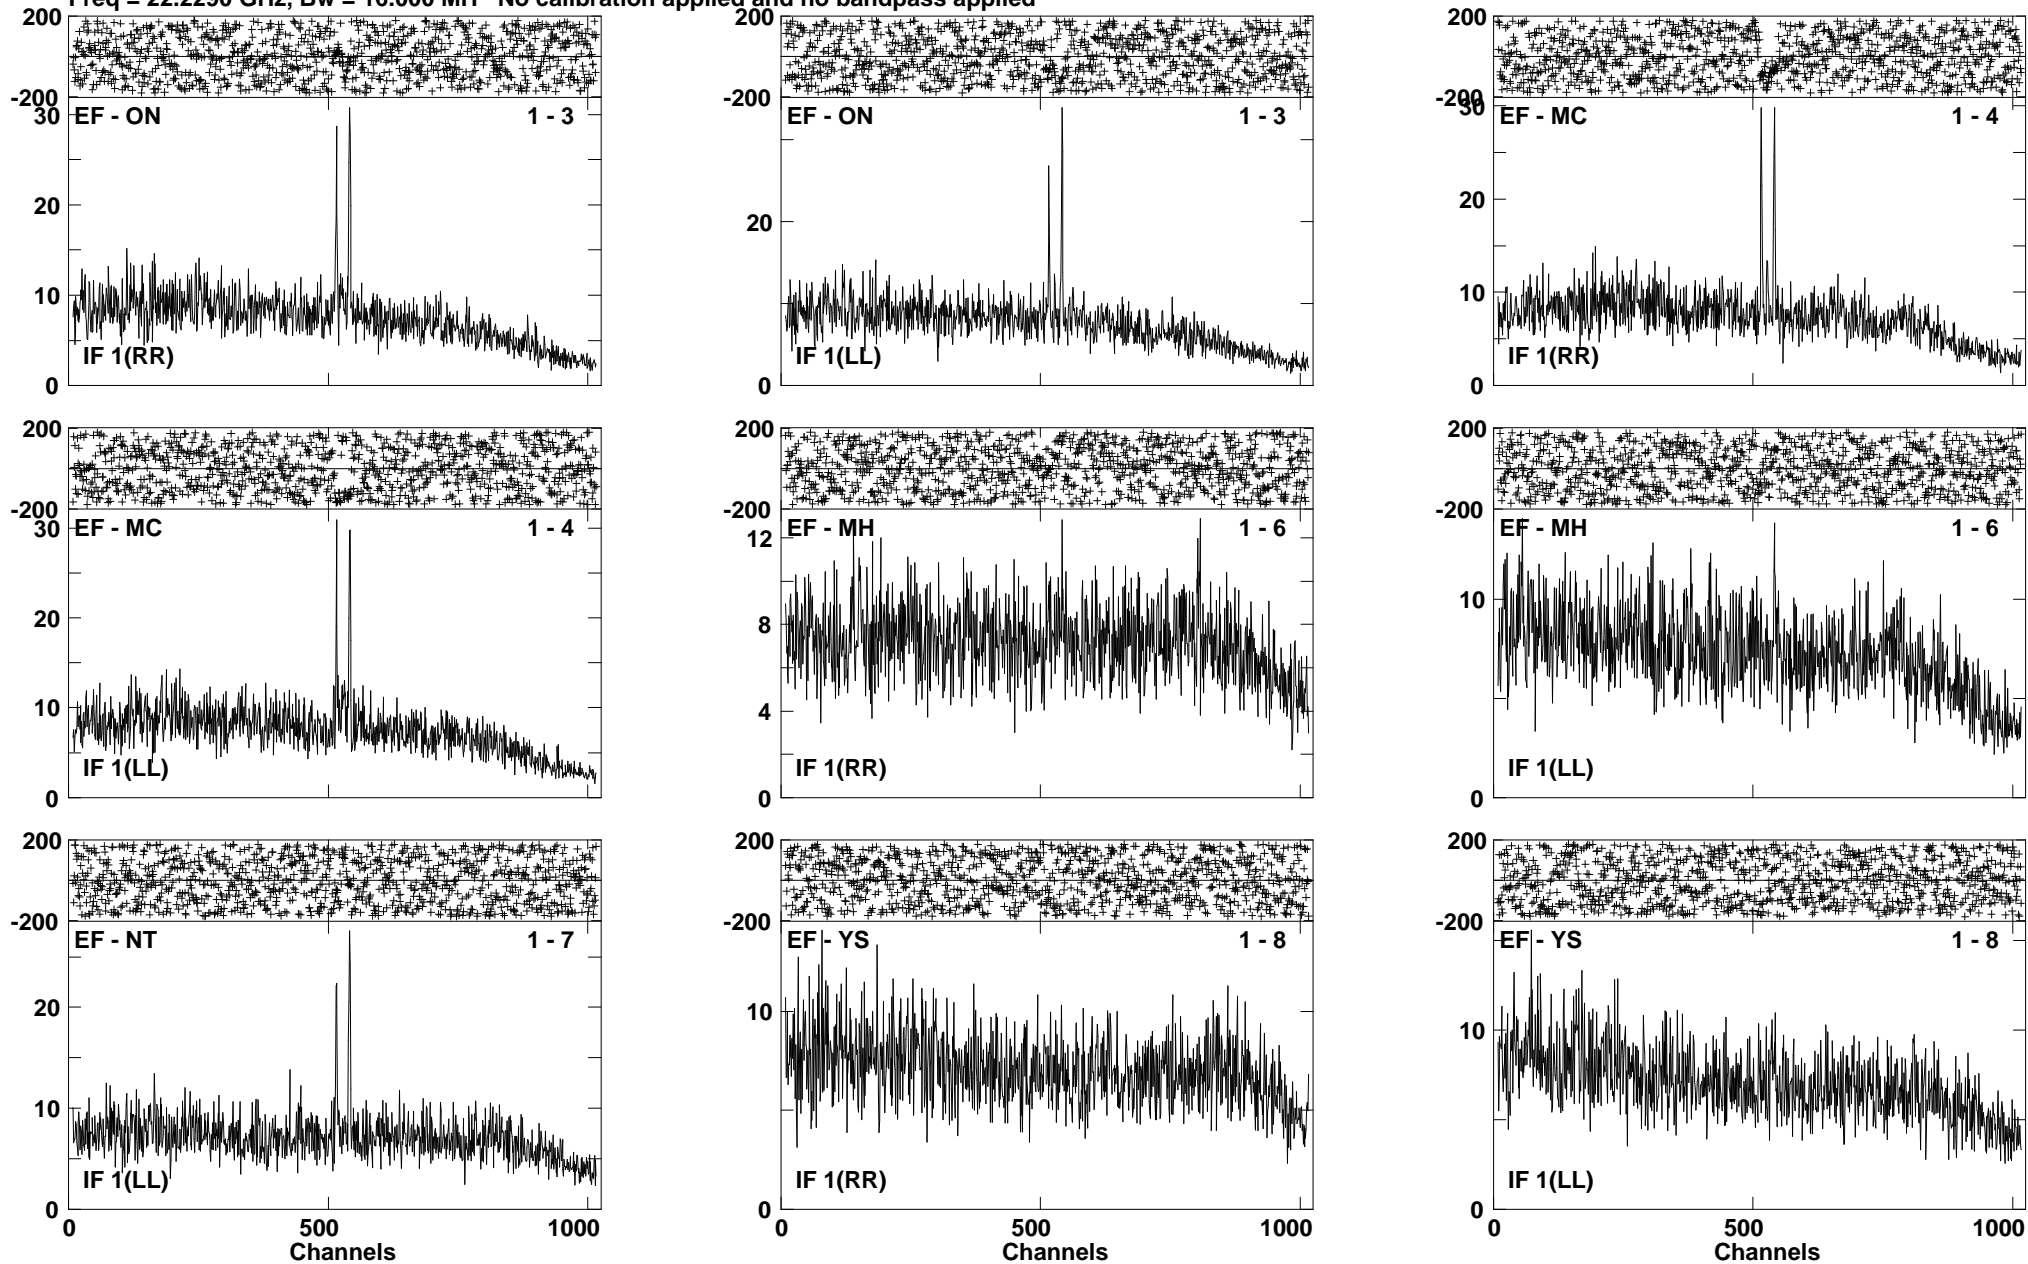 Freq = 22.2290 GHz, Bw = 16.000 MH No calibration applied and no bandpass applied
200
-200
30
20
10
0
EF - ON 1 - 3
IF 1(RR)
200
-200
20
0
EF - ON 1 - 3
IF 1(LL)
200
-200
30
20
10
0
EF - MC 1 - 4
IF 1(RR)
200
-200
30
20
10
0
EF - MC 1 - 4
IF 1(LL)
200
-200
12
8
4
0
EF - MH 1 - 6
IF 1(RR)
200
-200
10
0
EF - MH 1 - 6
IF 1(LL)
200
-200
20
10
0
EF - NT 1 - 7
IF 1(LL)
0 500 1000
Channels
200
-200
10
0
EF - YS 1 - 8
IF 1(RR)
0 500 1000
Channels
200
-200
10
0
EF - YS 1 - 8
IF 1(LL)
0 500 1000
Channels